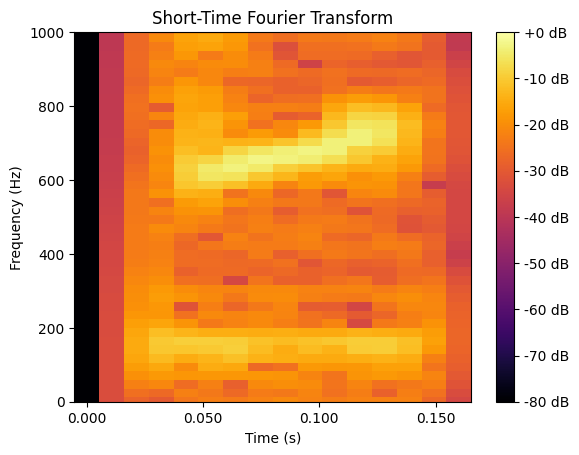 Short-Time Fourier Transform
1000
800
600
400
200
0
Frequency (Hz)
0.000
0.050
0.100
0.150
Time (s)
+0 dB
-10 dB
-20 dB
-30 dB
-40 dB
-50 dB
-60 dB
-70 dB
-80 dB